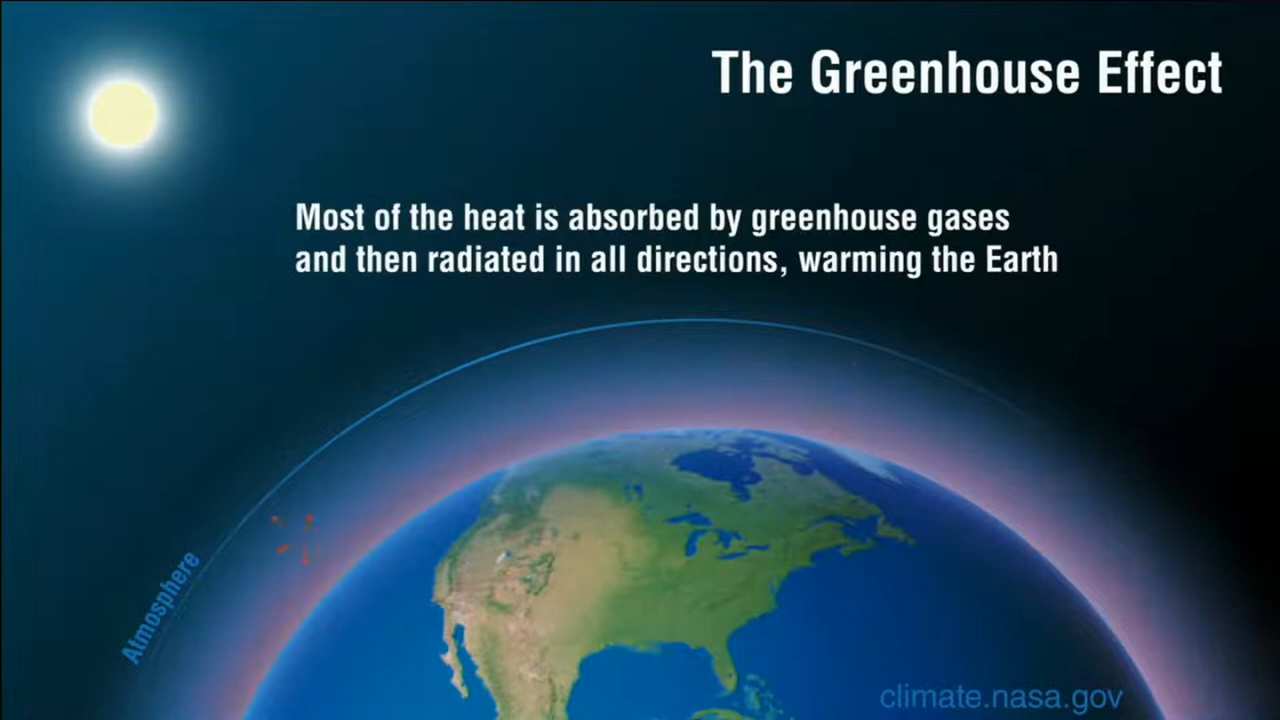 The Greenhouse Effect
Most of the heat is absorbed by greenhouse gases
and then radiated in all directions, warming the Earth
Atmosphere
climate.nasa.gov